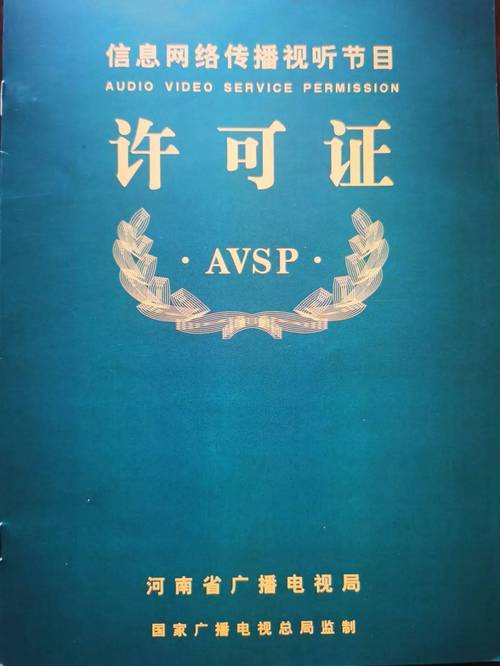 信息网络传播视听节目
AUDIO VIDEO SERVICE PERMISSION
许可证
· AVSP ·
河南省广播电视局
国家广播电视总局监制